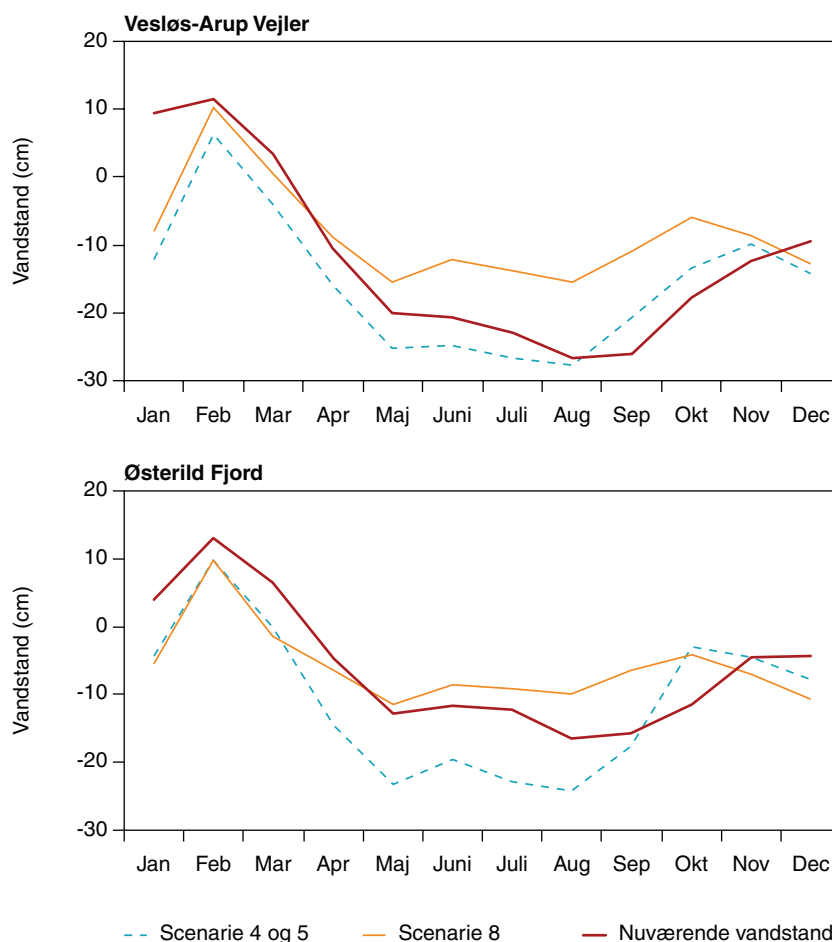 Vesløs-Arup Vejler
Vandstand (cm)
20
10
0
-10
-20
-30
Jan Feb Mar Apr Maj Juni Juli Aug Sep Okt Nov Dec
Østerild Fjord
Vandstand (cm)
20
10
0
-10
-20
-30
Jan Feb Mar Apr Maj Juni Juli Aug Sep Okt Nov Dec
Scenarie 4 og 5 Scenarie 8 Nuværende vandstand